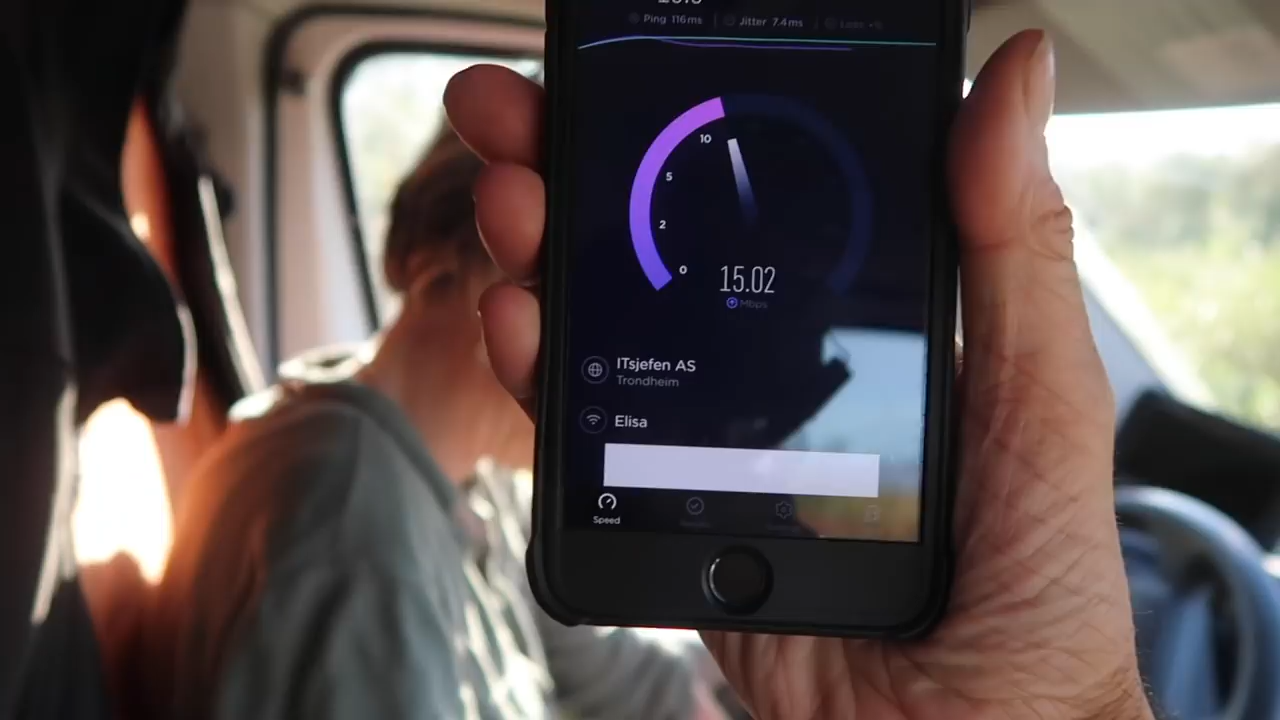 Ping 116ms Jitter 7.4ms
10
5
2
0
15.02
Mbps
ITsjefen AS
Trondheim
Elisa
Speed